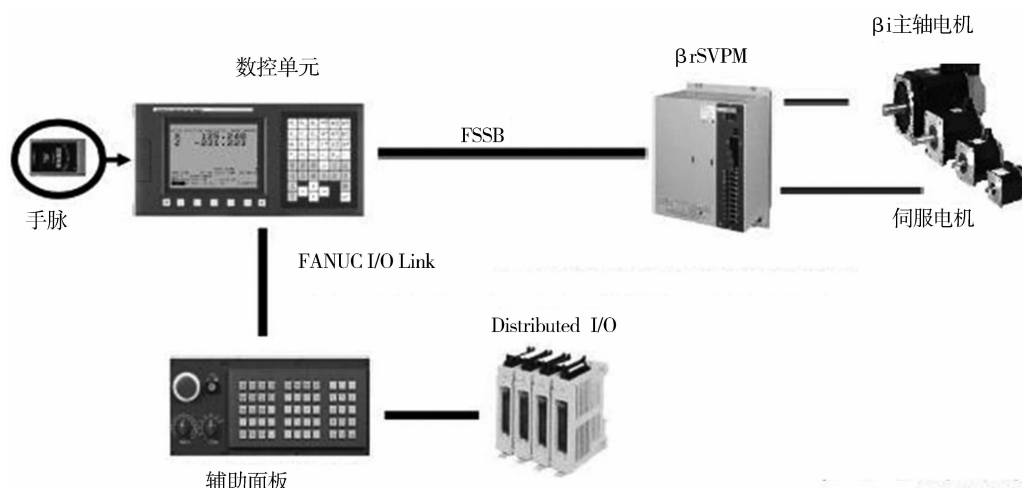 βi主轴电机
βrSVPM
数控单元
FSSB
手脉
伺服电机
FANUC I/O Link
Distributed I/O
辅助面板